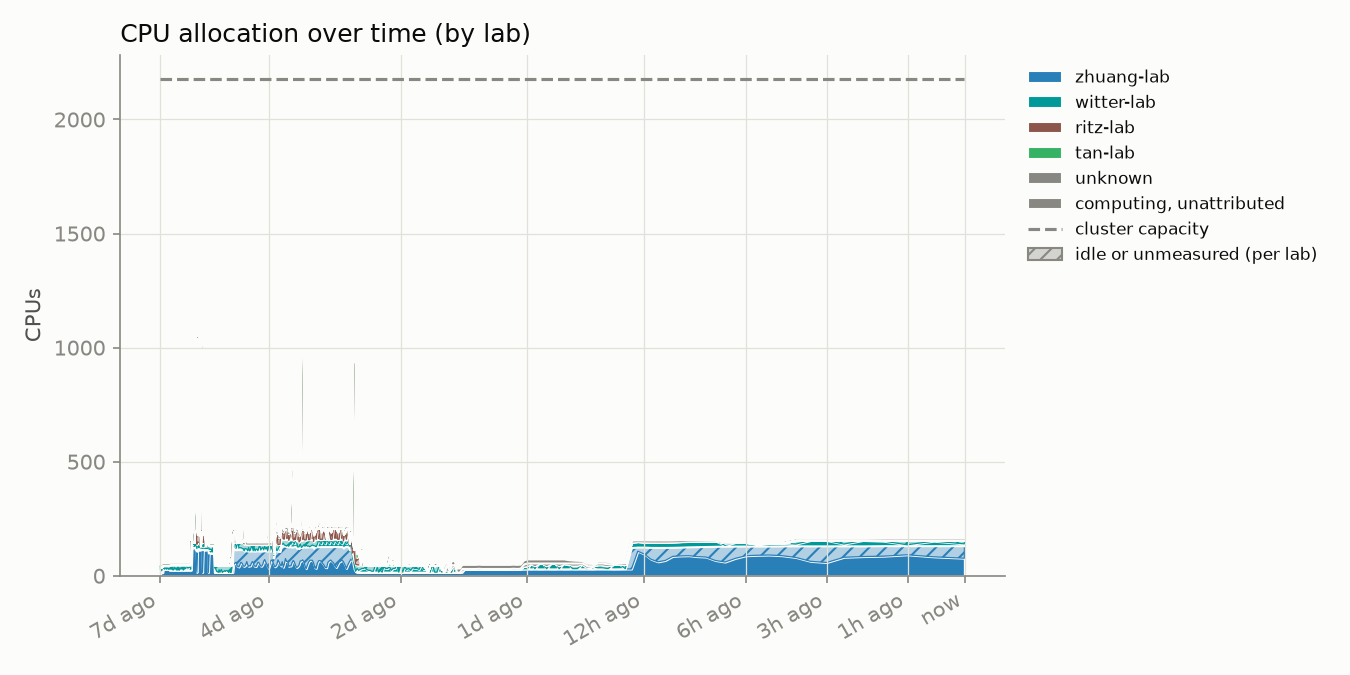 CPU allocation over time (by lab)
zhuang-lab
witter-lab
ritz-lab
tan-lab
unknown
computing, unattributed
cluster capacity
idle or unmeasured (per lab)
CPUs
2000
1500
1000
500
0
7d ago
4d ago
2d ago
1d ago
12h ago
6h ago
3h ago
1h ago
now